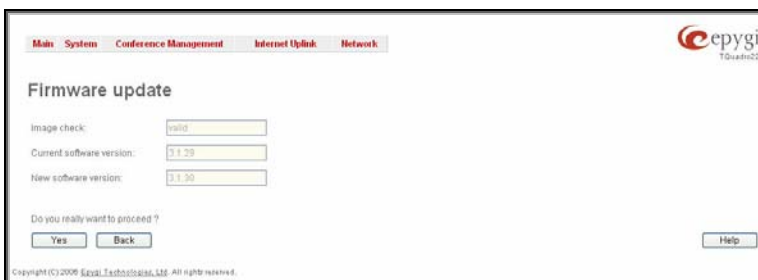 Main System Conference Management Internet Uplink Network
epygi
TQuadro22
Firmware update
Image check: valid
Current software version: 3.1.29
New software version: 3.1.30
Do you really want to proceed ?
Yes Back Help
Copyright (C) 2006 Epygi Technologies, Ltd. All rights reserved.